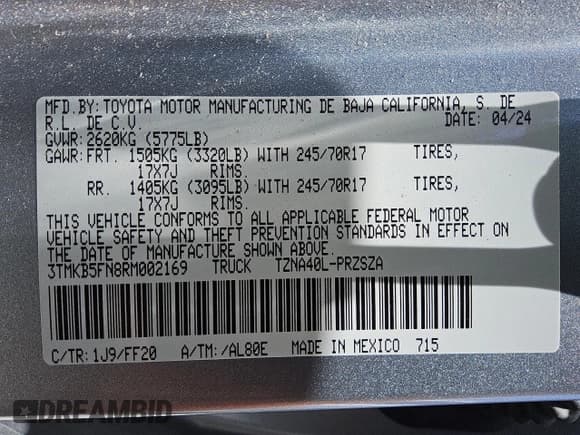 MFD.BY: TOYOTA MOTOR MANUFACTURING DE BAJA CALIFORNIA, S. DE
R.L. DE C.V. DATE: 04/24
GVWR: 2620KG (5775LB)
GAWR: FRT. 1505KG (3320LB) WITH 245/70R17 TIRES,
17X7J RIMS.
RR. 1405KG (3095LB) WITH 245/70R17 TIRES,
17X7J RIMS.
THIS VEHICLE CONFORMS TO ALL APPLICABLE FEDERAL MOTOR
VEHICLE SAFETY AND THEFT PREVENTION STANDARDS IN EFFECT ON
THE DATE OF MANUFACTURE SHOWN ABOVE.
3TMKB5FN8RM002169 TRUCK TZNA40L-PRZSZA
C/TR: 1J9/FF20 A/TM: /AL80E MADE IN MEXICO 715
DREAMBID